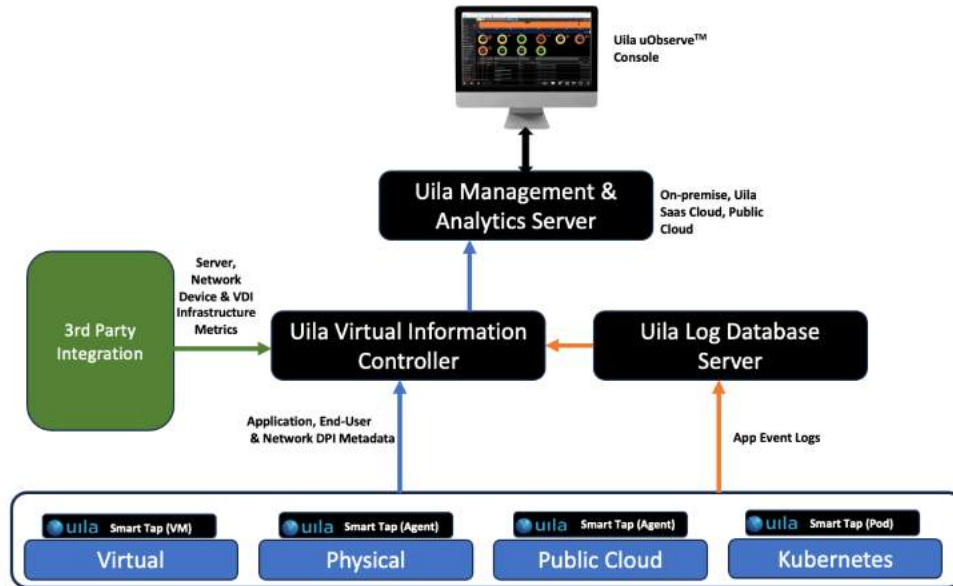 Uila uObserve™
Console
Uila Management &
Analytics Server
On-premise, Uila
Saas Cloud, Public
Cloud
Server,
Network
Device & VDI
Infrastructure
Metrics
3rd Party
Integration
Uila Virtual Information
Controller
Uila Log Database
Server
Application, End-User
& Network DPI Metadata
App Event Logs
uila Smart Tap (VM)
uila Smart Tap (Agent)
uila Smart Tap (Agent)
uila Smart Tap (Pod)
Virtual
Physical
Public Cloud
Kubernetes